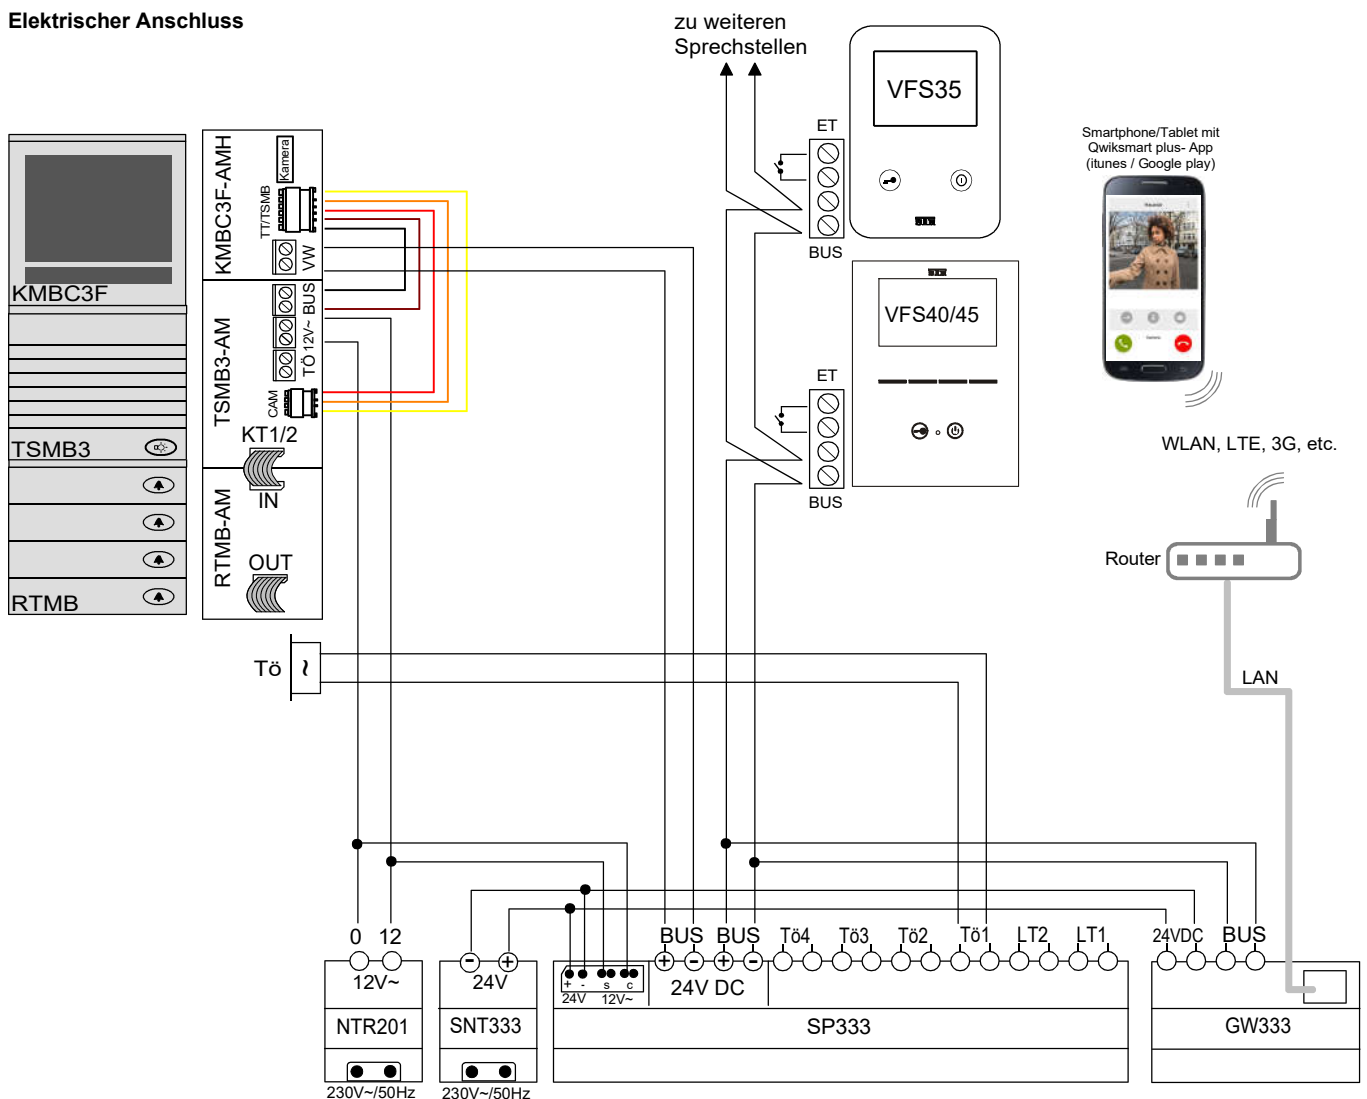 Elektrischer Anschluss
zu weiteren
Sprechstellen
VFS35
ET
BUS
STR
Smartphone/Tablet mit
Qwiksmart plus- App
(itunes / Google play)
KMBC3F-AMH
Kamera
TT/TSMB
VW
KMBC3F
TSMB3-AM
BUS
12V~
TÖ
CAM
KT1/2
TSMB3
IN
RTMB-AM
OUT
RTMB
STR
VFS40/45
ET
BUS
WLAN, LTE, 3G, etc.
Router
LAN
Tö
~
0 12
12V~
NTR201
230V~/50Hz
- +
24V
SNT333
230V~/50Hz
+ - s c
24V 12V~
BUS BUS Tö4 Tö3 Tö2 Tö1 LT2 LT1
+ - + -
24V DC
SP333
24VDC BUS
GW333